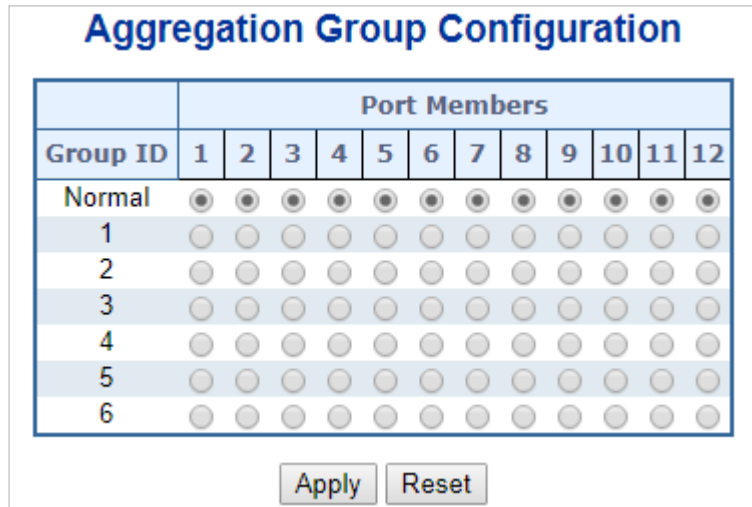 Aggregation Group Configuration
Port Members
Group ID 1 2 3 4 5 6 7 8 9 10 11 12
Normal
1
2
3
4
5
6
Apply Reset